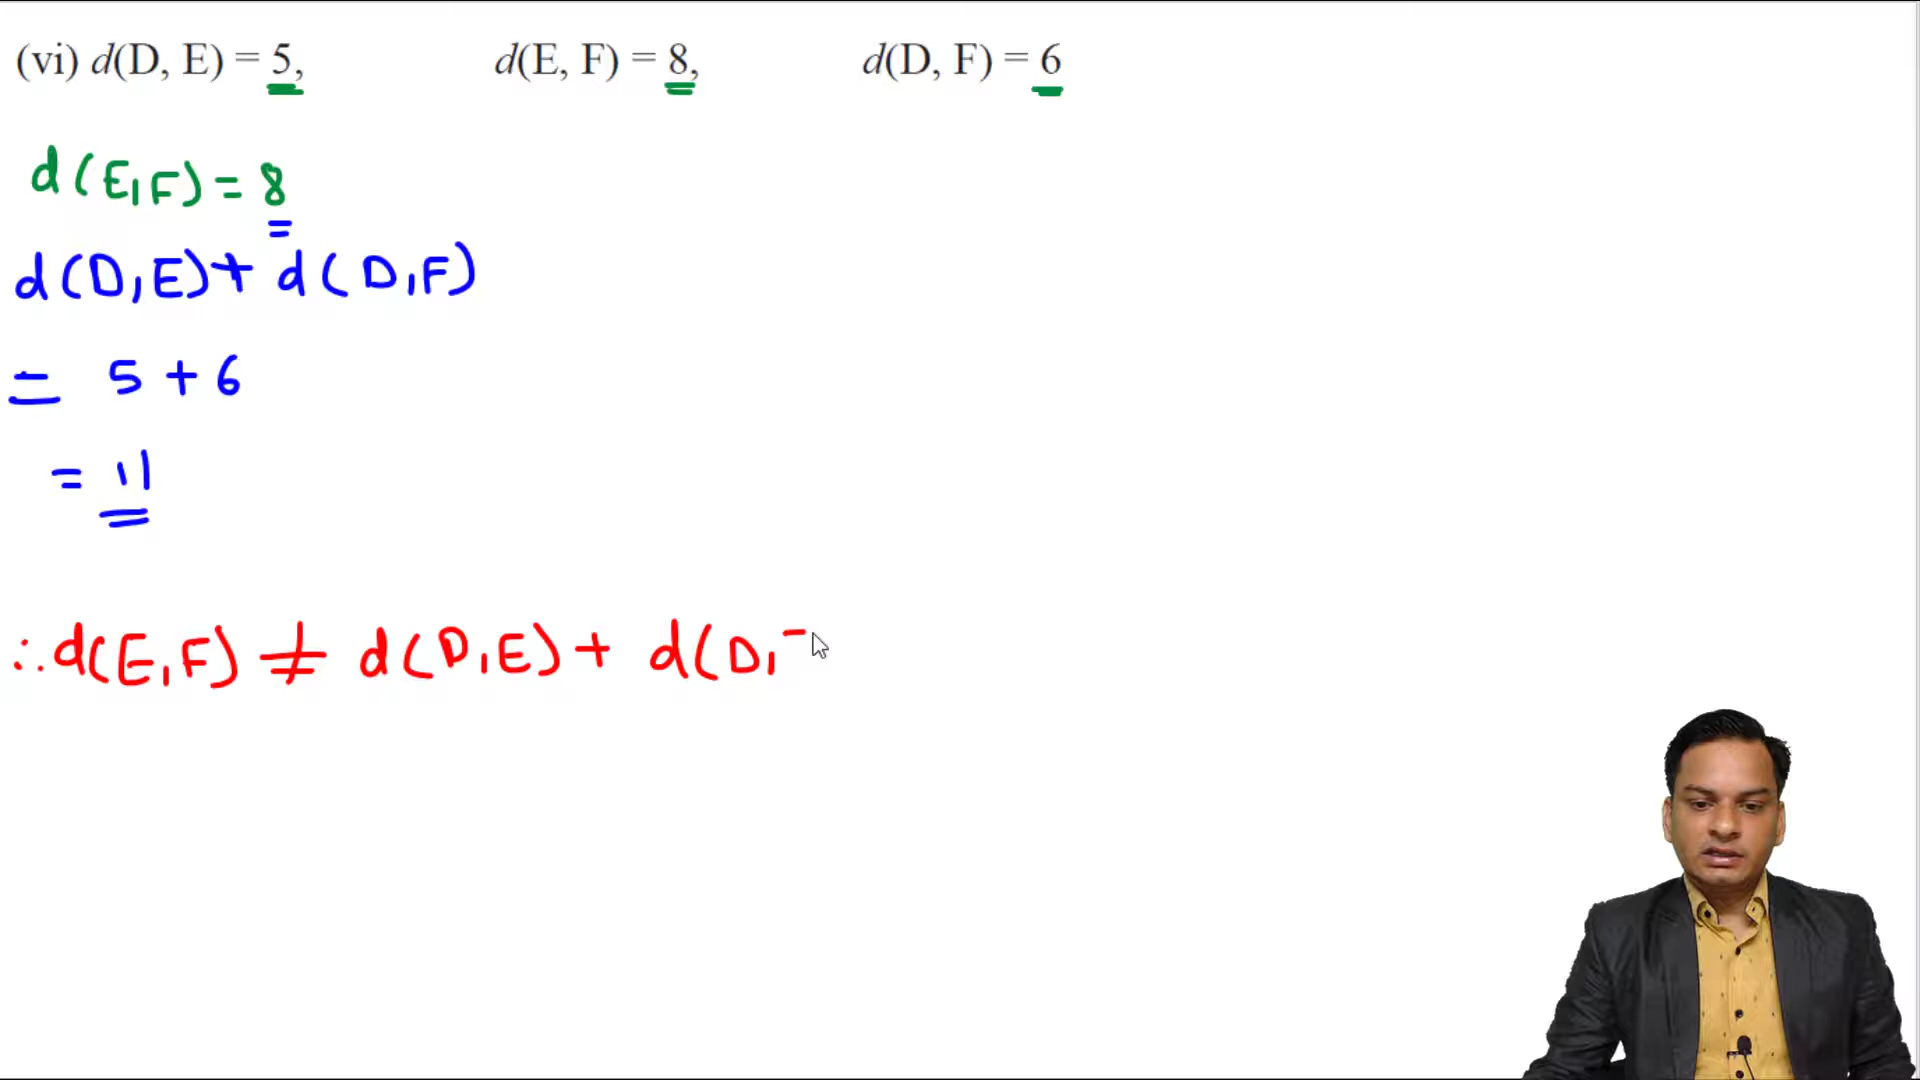 (vi) d(D, E) = 5, d(E, F) = 8, d(D, F) = 6
d(E,F) = 8
d(D,E) + d(D,F)
= 5 + 6
= 11
∴ d(E,F) ≠ d(D,E) + d(D,